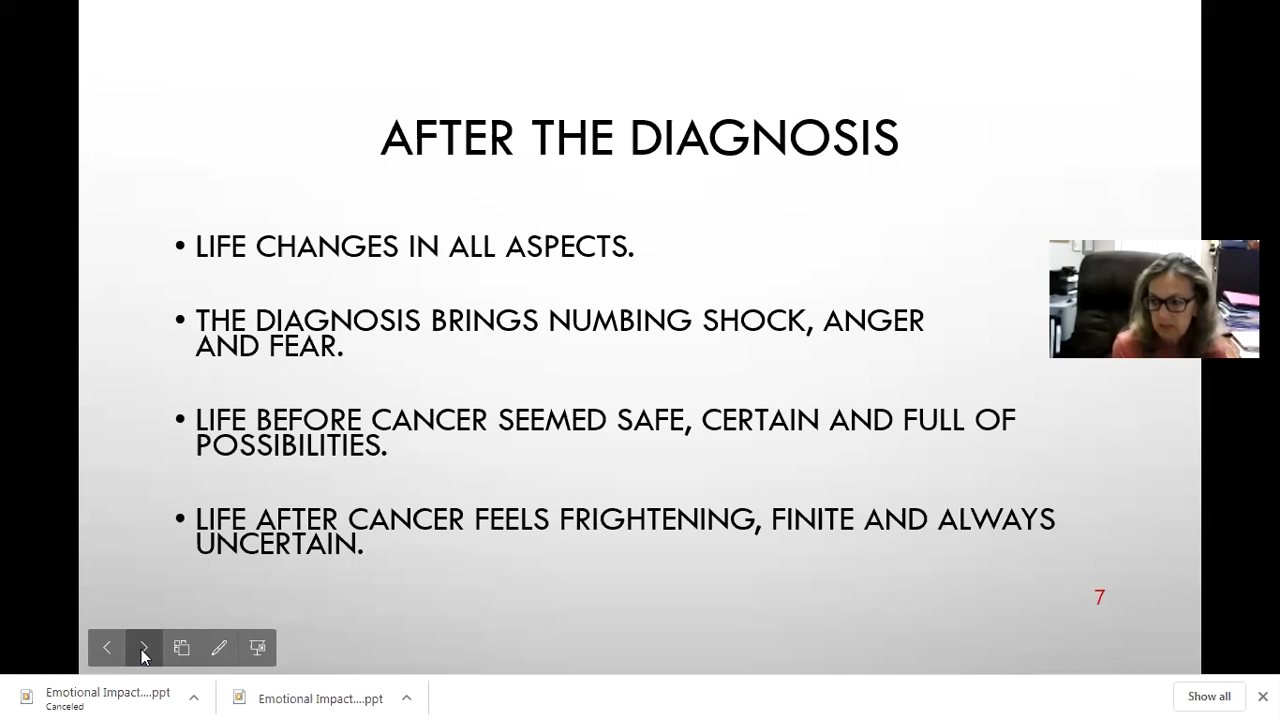 AFTER THE DIAGNOSIS
• LIFE CHANGES IN ALL ASPECTS.
• THE DIAGNOSIS BRINGS NUMBING SHOCK, ANGER
AND FEAR.
• LIFE BEFORE CANCER SEEMED SAFE, CERTAIN AND FULL OF
POSSIBILITIES.
• LIFE AFTER CANCER FEELS FRIGHTENING, FINITE AND ALWAYS
UNCERTAIN.
7
Emotional Impact....ppt
Canceled
Emotional Impact....ppt
Show all